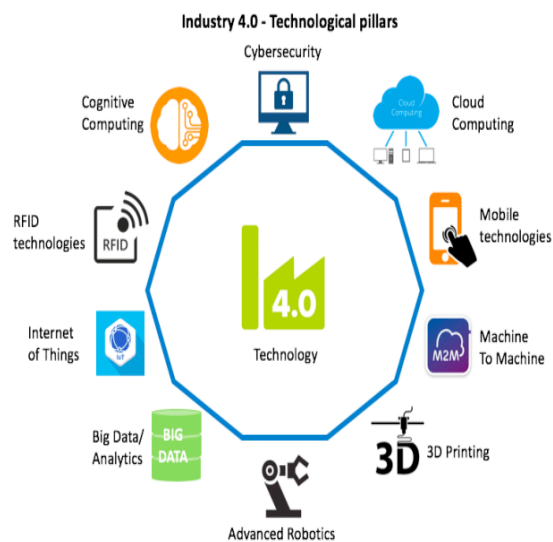 Industry 4.0 - Technological pillars
Cybersecurity
Cognitive
Computing
Cloud
Computing
Cloud
Computing
RFID
technologies
RFID
Mobile
technologies
4.0
Technology
Internet
of Things
IoT
M2M
Machine
To Machine
Big Data/
Analytics
BIG
DATA
3D
3D Printing
Advanced Robotics